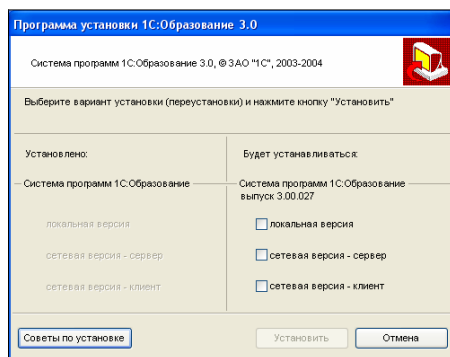 Программа установки 1С:Образование 3.0
Система программ 1С:Образование 3.0, © ЗАО "1С", 2003-2004
Выберите вариант установки (переустановки) и нажмите кнопку "Установить"
Установлено:
Будет устанавливаться:
Система программ 1С:Образование
Система программ 1С:Образование
выпуск 3.00.027
локальная версия
локальная версия
сетевая версия - сервер
сетевая версия - сервер
сетевая версия - клиент
сетевая версия - клиент
Советы по установке
Установить
Отмена